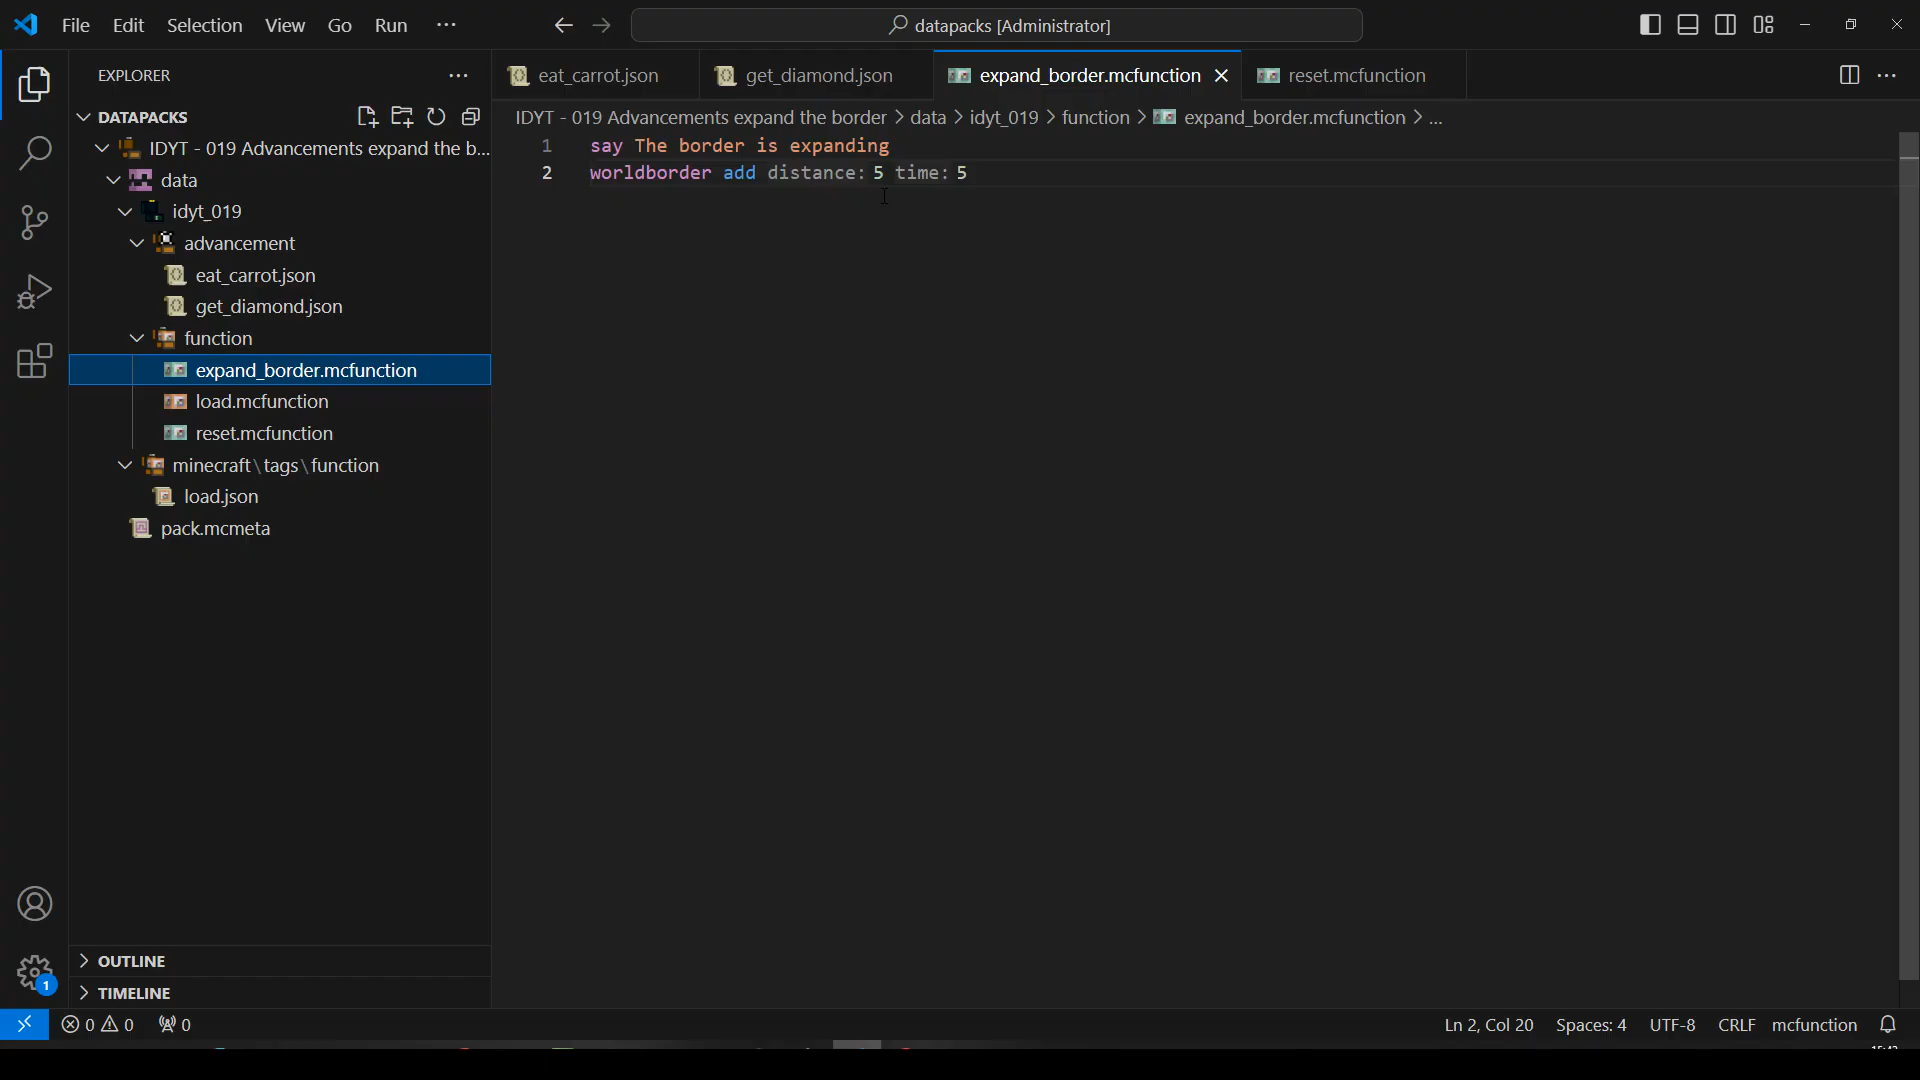 File Edit Selection View Go Run ···
datapacks [Administrator]
EXPLORER ···
eat_carrot.json
get_diamond.json
expand_border.mcfunction
reset.mcfunction
DATAPACKS
IDYT - 019 Advancements expand the border > data > idyt_019 > function > expand_border.mcfunction > ...
1 say The border is expanding
2 worldborder add distance: 5 time: 5
IDYT - 019 Advancements expand the b...
data
idyt_019
advancement
eat_carrot.json
get_diamond.json
function
expand_border.mcfunction
load.mcfunction
reset.mcfunction
minecraft\tags\function
load.json
pack.mcmeta
OUTLINE
1
TIMELINE
0 0 0
Ln 2, Col 20 Spaces: 4 UTF-8 CRLF mcfunction